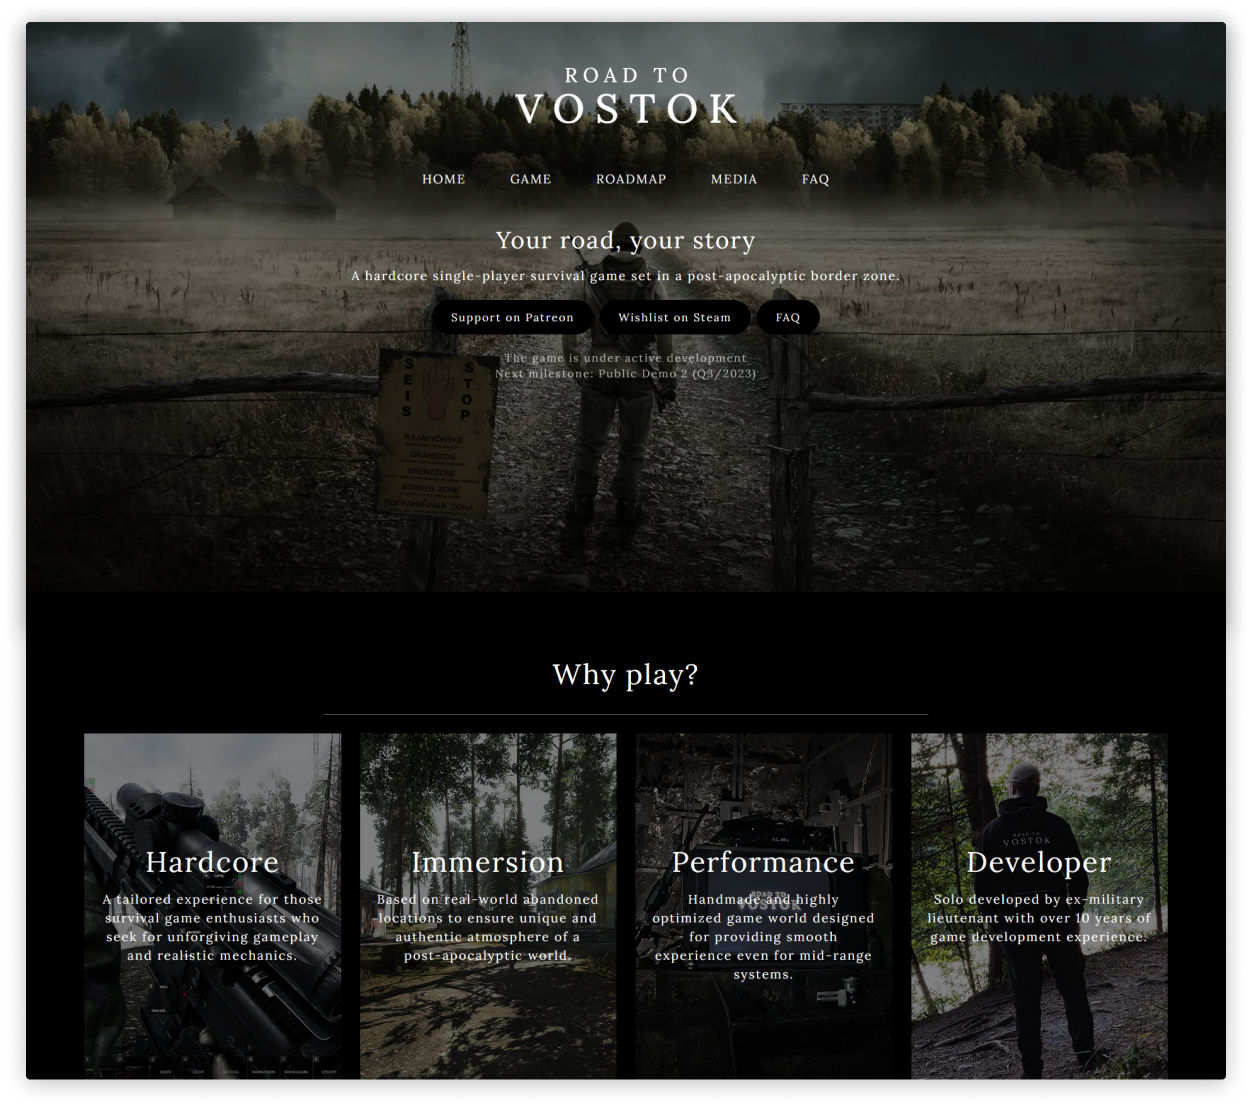 ROAD TO
VOSTOK
HOME GAME ROADMAP MEDIA FAQ
Your road, your story
A hardcore single-player survival game set in a post-apocalyptic border zone.
Support on Patreon Wishlist on Steam FAQ
The game is under active development
Next milestone: Public Demo 2 (Q3/2023)
SEIS STOP
RAJAVYÖHYKE
GRÄNSZON
GRENZZONE
BORDER ZONE
ПОГРАНИЧНАЯ ЗОНА
Why play?
Hardcore
A tailored experience for those
survival game enthusiasts who
seek for unforgiving gameplay
and realistic mechanics.
Immersion
Based on real-world abandoned
locations to ensure unique and
authentic atmosphere of a
post-apocalyptic world.
Performance
ROAD TO
VOSTOK
Handmade and highly
optimized game world designed
for providing smooth
experience even for mid-range
systems.
ROAD TO
VOSTOK
Developer
Solo developed by ex-military
lieutenant with over 10 years of
game development experience.